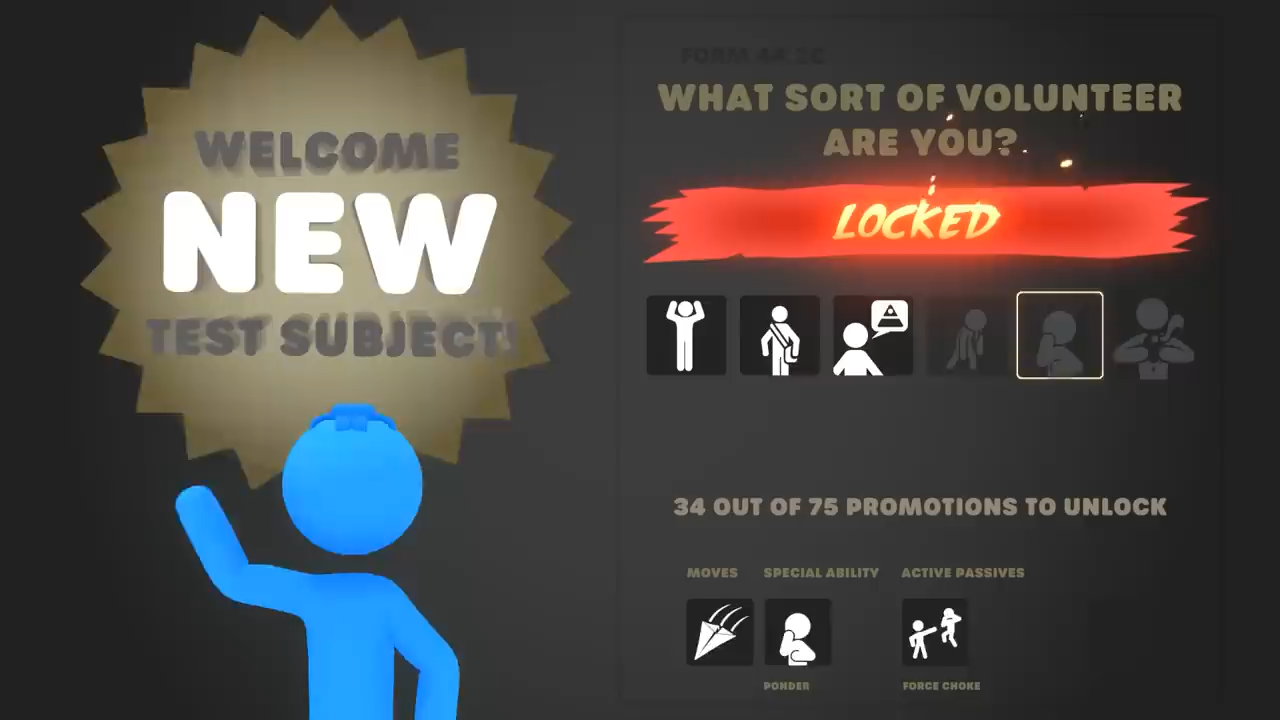 WELCOME
NEW
TEST SUBJECT!
WHAT SORT OF VOLUNTEER
ARE YOU?
LOCKED
34 OUT OF 75 PROMOTIONS TO UNLOCK
MOVES
SPECIAL ABILITY
ACTIVE PASSIVES
PONDER
FORCE CHOKE